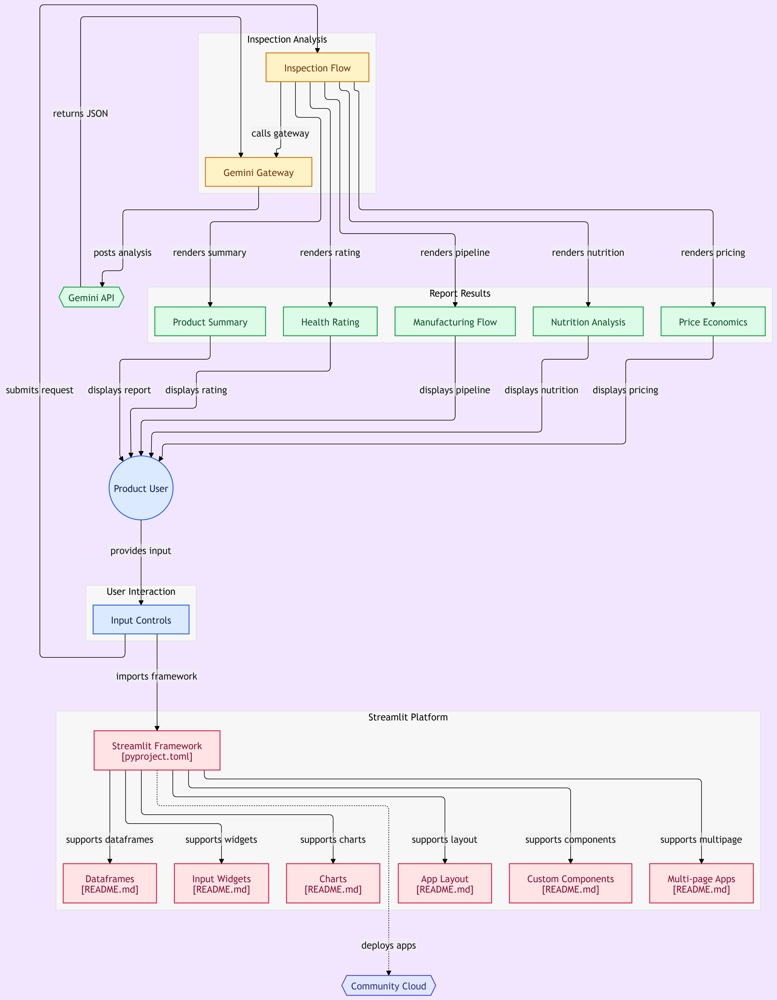 Inspection Analysis
Inspection Flow
returns JSON
calls gateway
Gemini Gateway
posts analysis
renders summary
renders rating
renders pipeline
renders nutrition
renders pricing
Gemini API
Report Results
Product Summary
Health Rating
Manufacturing Flow
Nutrition Analysis
Price Economics
submits request
displays report
displays rating
displays pipeline
displays nutrition
displays pricing
Product User
provides input
User Interaction
Input Controls
imports framework
Streamlit Platform
Streamlit Framework
[pyproject.toml]
supports dataframes
supports widgets
supports charts
supports layout
supports components
supports multipage
Dataframes
[README.md]
Input Widgets
[README.md]
Charts
[README.md]
App Layout
[README.md]
Custom Components
[README.md]
Multi-page Apps
[README.md]
deploys apps
Community Cloud